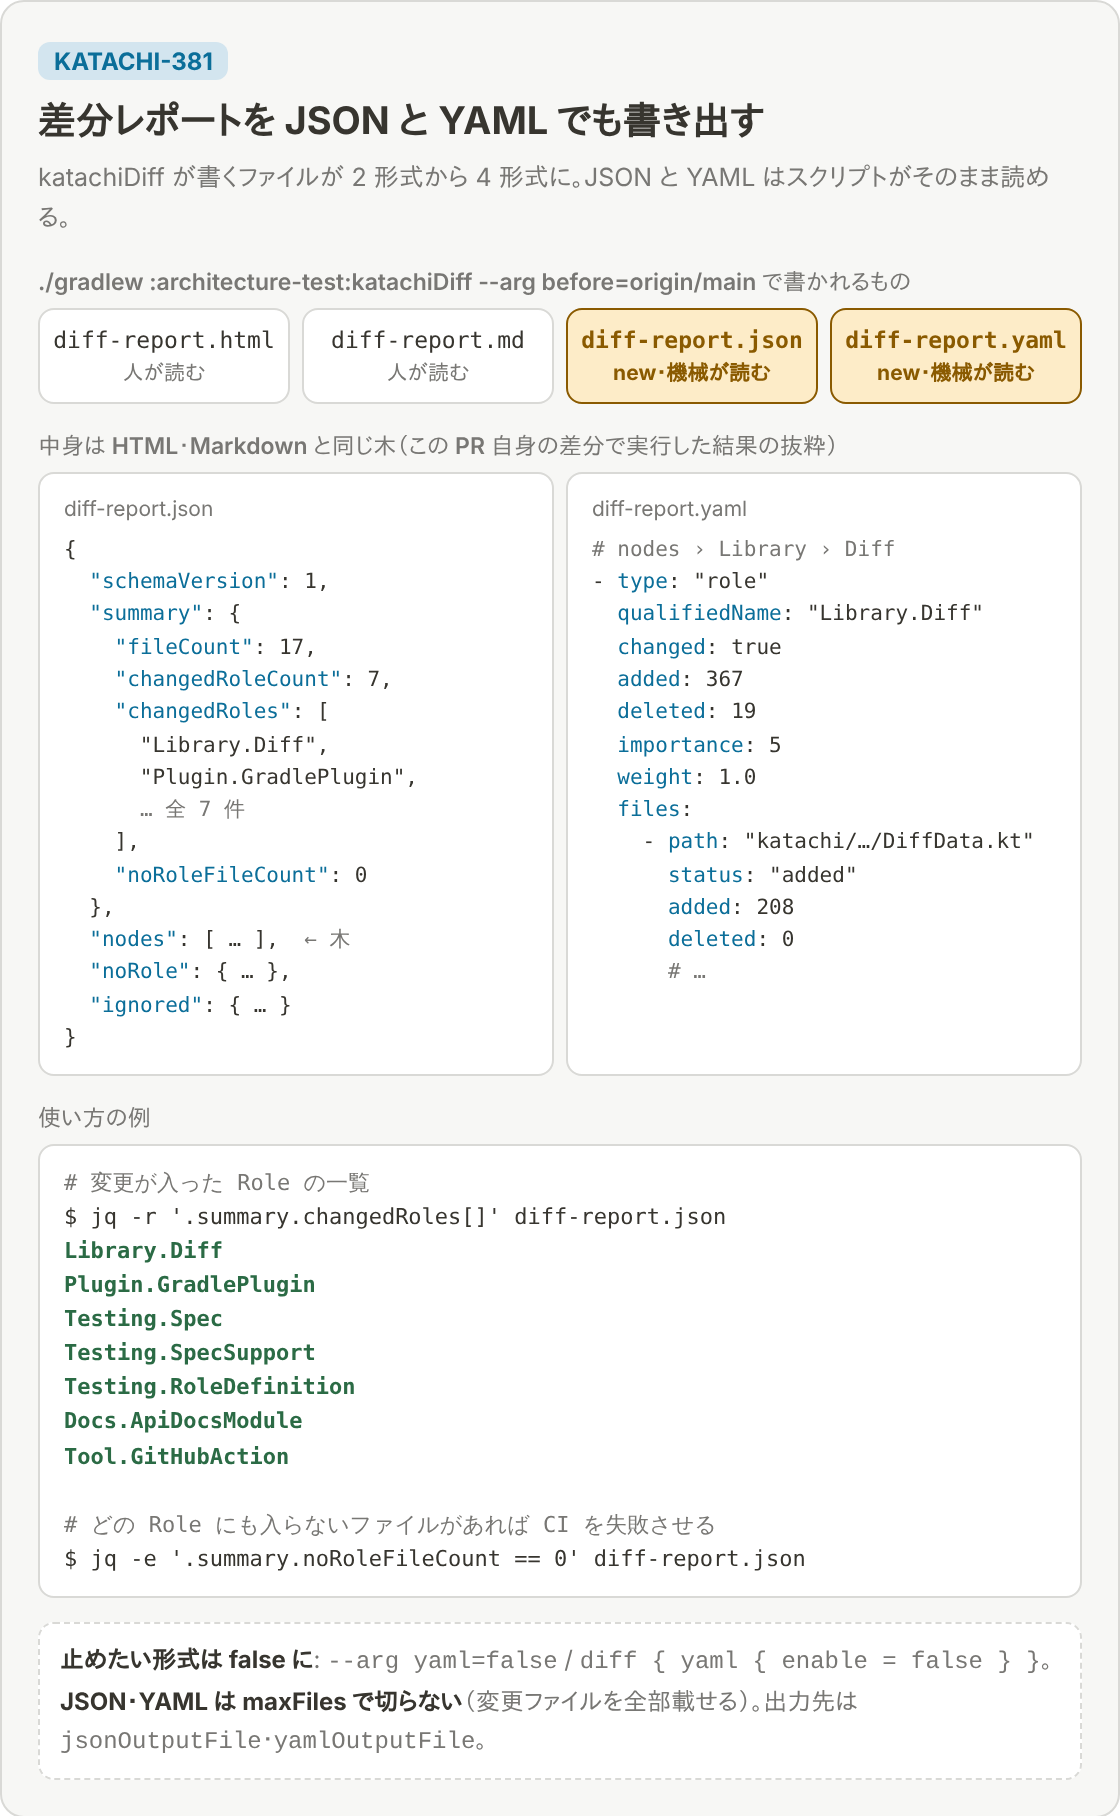 KATACHI-381
差分レポートを JSON と YAML でも書き出す
katachiDiff が書くファイルが 2 形式から 4 形式に。JSON と YAML はスクリプトがそのまま読め
る。
./gradlew :architecture-test:katachiDiff --arg before=origin/main で書かれるもの
diff-report.html
人が読む
diff-report.md
人が読む
diff-report.json
new・機械が読む
diff-report.yaml
new・機械が読む
中身は HTML・Markdown と同じ木（この PR 自身の差分で実行した結果の抜粋）
diff-report.json
{
  "schemaVersion": 1,
  "summary": {
    "fileCount": 17,
    "changedRoleCount": 7,
    "changedRoles": [
      "Library.Diff",
      "Plugin.GradlePlugin",
      … 全 7 件
    ],
    "noRoleFileCount": 0
  },
  "nodes": [ … ],  ← 木
  "noRole": { … },
  "ignored": { … }
}
diff-report.yaml
# nodes › Library › Diff
- type: "role"
  qualifiedName: "Library.Diff"
  changed: true
  added: 367
  deleted: 19
  importance: 5
  weight: 1.0
  files:
    - path: "katachi/…/DiffData.kt"
      status: "added"
      added: 208
      deleted: 0
      # …
使い方の例
# 変更が入った Role の一覧
$ jq -r '.summary.changedRoles[]' diff-report.json
Library.Diff
Plugin.GradlePlugin
Testing.Spec
Testing.SpecSupport
Testing.RoleDefinition
Docs.ApiDocsModule
Tool.GitHubAction
# どの Role にも入らないファイルがあれば CI を失敗させる
$ jq -e '.summary.noRoleFileCount == 0' diff-report.json
止めたい形式は false に: --arg yaml=false / diff { yaml { enable = false } }。
JSON・YAML は maxFiles で切らない（変更ファイルを全部載せる）。出力先は
jsonOutputFile・yamlOutputFile。